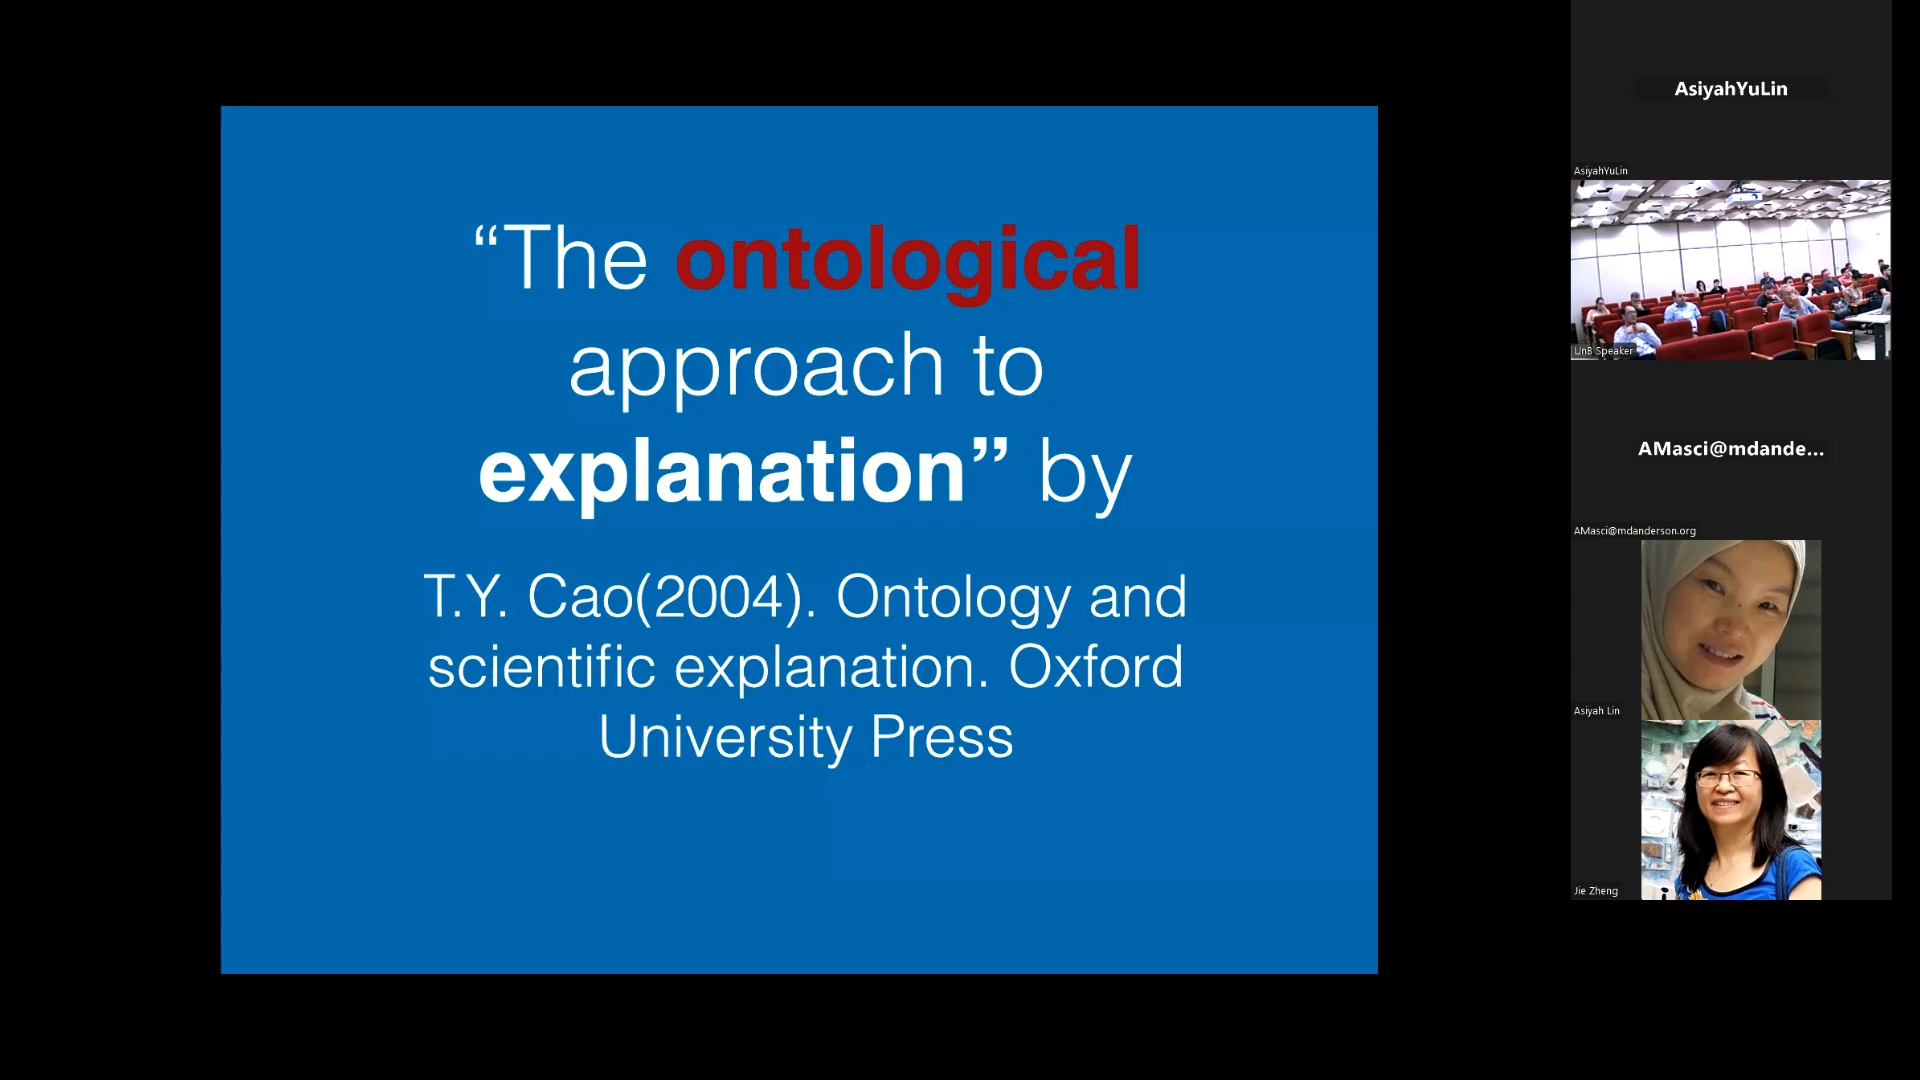 “The ontological
approach to
explanation” by
T.Y. Cao(2004). Ontology and
scientific explanation. Oxford
University Press
AsiyahYuLin
AsiyahYuLin
UnB Speaker
AMasci@mdande...
AMasci@mdanderson.org
Asiyah Lin
Jie Zheng